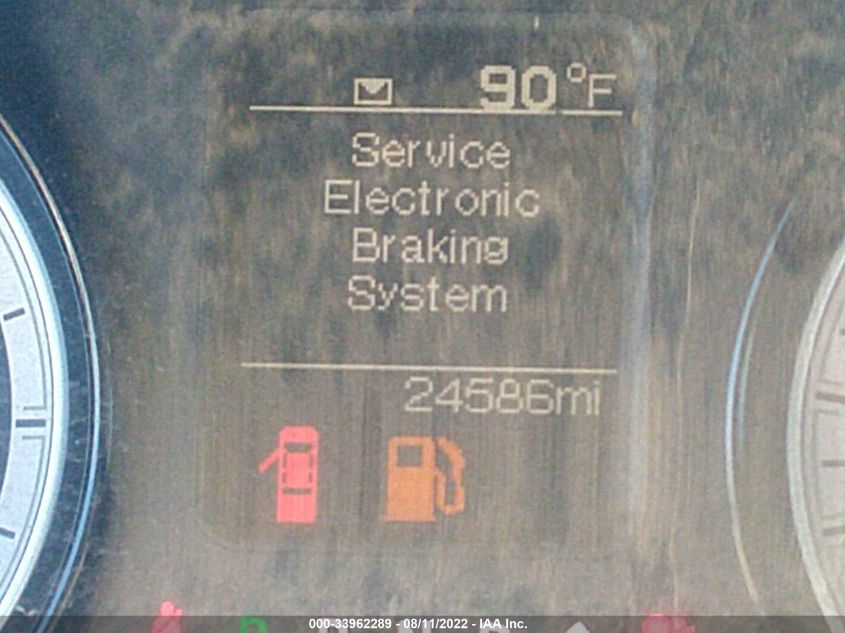 90°F
Service
Electronic
Braking
System
24586mi
P R N D
000-33962289 - 08/11/2022 - IAA Inc.